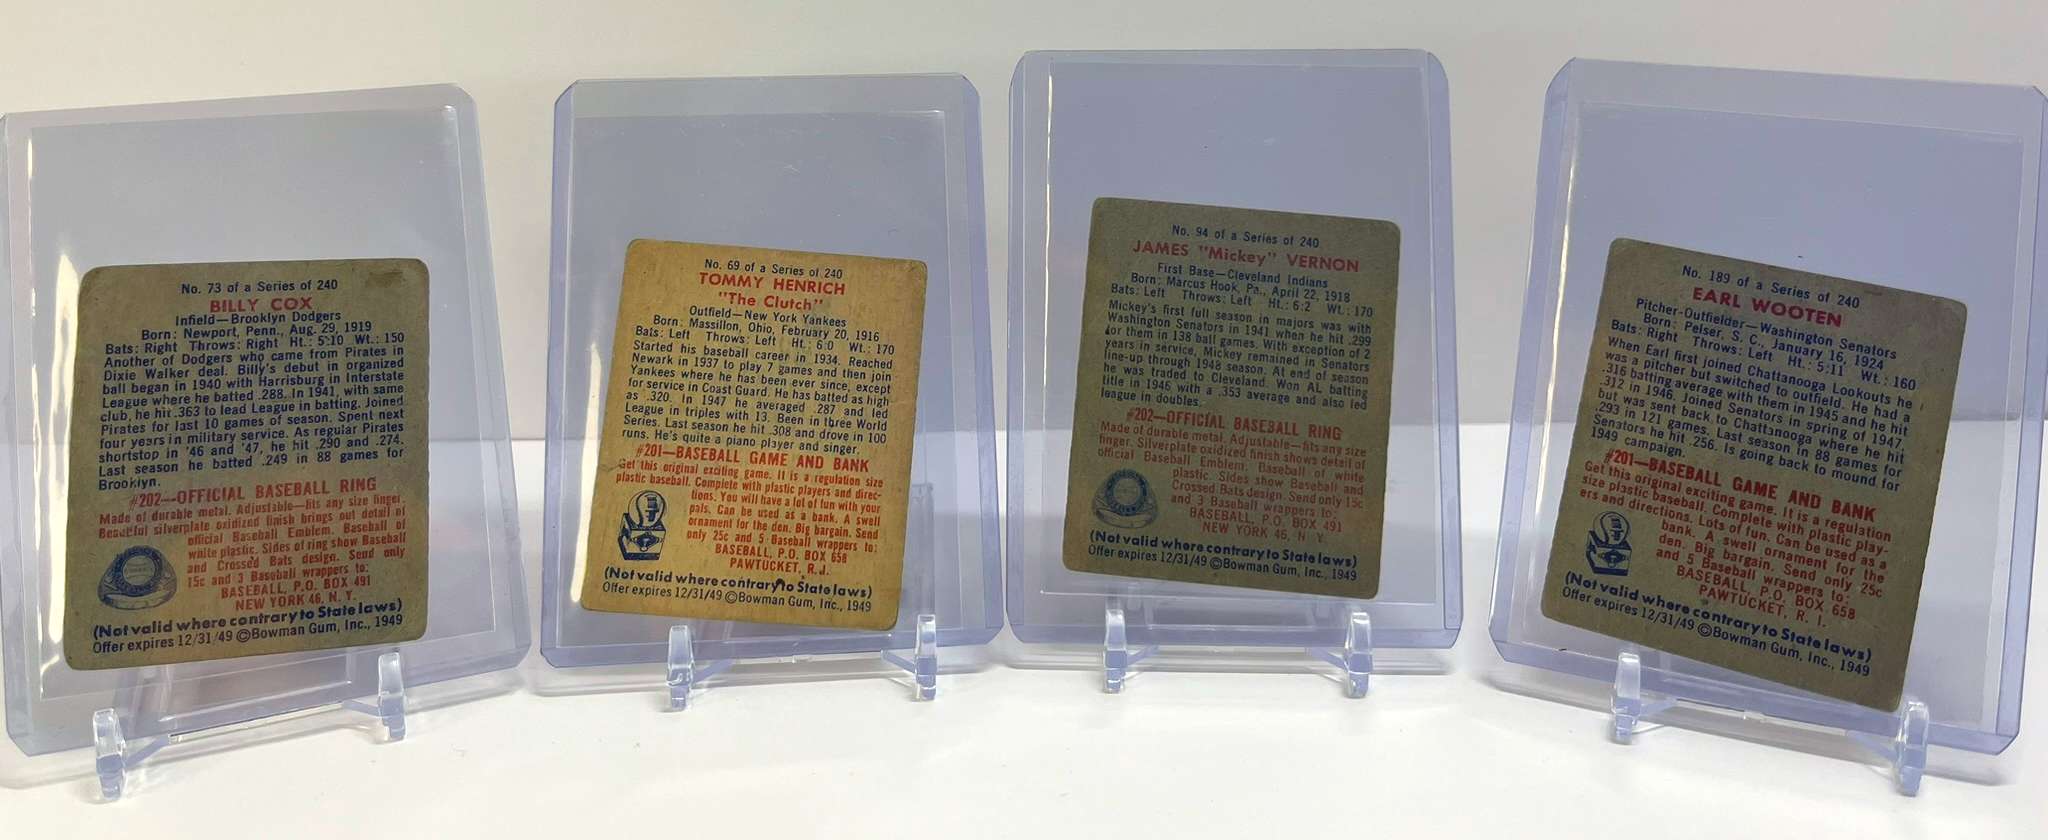 No. 73 of a Series of 240
BILLY COX
Infield—Brooklyn Dodgers
Born: Newport, Penn., Aug. 29, 1919
Bats: Right Throws: Right Ht.: 5:10 Wt.: 150
Another of Dodgers who came from Pirates in
Dixie Walker deal. Billy's debut in organized
ball began in 1940 with Harrisburg in Interstate
League where he batted .288. In 1941, with same
club, he hit .363 to lead League in batting. Joined
Pirates for last 10 games of season. Spent next
four years in military service. As regular Pirates
shortstop in '46 and '47, he hit .290 and .274.
Last season he batted .249 in 88 games for
Brooklyn.
#202—OFFICIAL BASEBALL RING
Made of durable metal. Adjustable—fits any size finger.
Beautiful silverplate oxidized finish brings out detail of
official Baseball Emblem. Baseball of
white plastic. Sides of ring show Baseball
and Crossed Bats design. Send only
15c and 3 Baseball wrappers to:
BASEBALL, P.O. BOX 491
NEW YORK 46, N. Y.
(Not valid where contrary to State laws)
Offer expires 12/31/49 ©Bowman Gum, Inc., 1949
No. 69 of a Series of 240
TOMMY HENRICH
"The Clutch"
Outfield—New York Yankees
Born: Massillon, Ohio, February 20, 1916
Bats: Left Throws: Left Ht.: 6:0 Wt.: 170
Started his baseball career in 1934. Reached
Newark in 1937 to play 7 games and then join
Yankees where he has been ever since, except
for service in Coast Guard. He has batted as high
as .320. In 1947 he averaged .287 and led
League in triples with 13. Been in three World
Series. Last season he hit .308 and drove in 100
runs. He's quite a piano player and singer.
#201—BASEBALL GAME AND BANK
Get this original exciting game. It is a regulation size
plastic baseball. Complete with plastic players and direc-
tions. You will have a lot of fun with your
pals. Can be used as a bank. A swell
ornament for the den. Big bargain. Send
only 25c and 5 Baseball wrappers to:
BASEBALL, P.O. BOX 658
PAWTUCKET, R.I.
(Not valid where contrary to State laws)
Offer expires 12/31/49 ©Bowman Gum, Inc., 1949
No. 94 of a Series of 240
JAMES "Mickey" VERNON
First Base—Cleveland Indians
Born: Marcus Hook, Pa., April 22, 1918
Bats: Left Throws: Left Ht.: 6:2 Wt.: 170
Mickey's first full season in majors was with
Washington Senators in 1941 when he hit .299
for them in 138 ball games. With exception of 2
years in service, Mickey remained in Senators
line-up through 1948 season. At end of season
he was traded to Cleveland. Won AL batting
title in 1946 with a .353 average and also led
league in doubles.
#202—OFFICIAL BASEBALL RING
Made of durable metal. Adjustable—fits any size
finger. Silverplate oxidized finish shows detail of
official Baseball Emblem. Baseball of white
plastic. Sides show Baseball and
Crossed Bats design. Send only 15c
and 3 Baseball wrappers to:
BASEBALL, P.O. BOX 491
NEW YORK 46, N. Y.
(Not valid where contrary to State laws)
Offer expires 12/31/49 ©Bowman Gum, Inc., 1949
No. 189 of a Series of 240
EARL WOOTEN
Pitcher-Outfielder—Washington Senators
Born: Pelser, S. C., January 16, 1924
Bats: Right Throws: Left Ht.: 5:11 Wt.: 160
When Earl first joined Chattanooga Lookouts he
was a pitcher but switched to outfield. He had a
.316 batting average with them in 1945 and he hit
.312 in 1946. Joined Senators in spring of 1947,
but was sent back to Chattanooga where he hit
.293 in 121 games. Last season in 88 games for
Senators he hit .256. Is going back to mound for
1949 campaign.
#201—BASEBALL GAME AND BANK
Get this original exciting game. It is a regulation
size plastic baseball. Complete with plastic play-
ers and directions. Lots of fun. Can be used as a
bank. A swell ornament for the
den. Big bargain. Send only 25c
and 5 Baseball wrappers to:
BASEBALL, P.O. BOX 658
PAWTUCKET, R. I.
(Not valid where contrary to State laws)
Offer expires 12/31/49 ©Bowman Gum, Inc., 1949